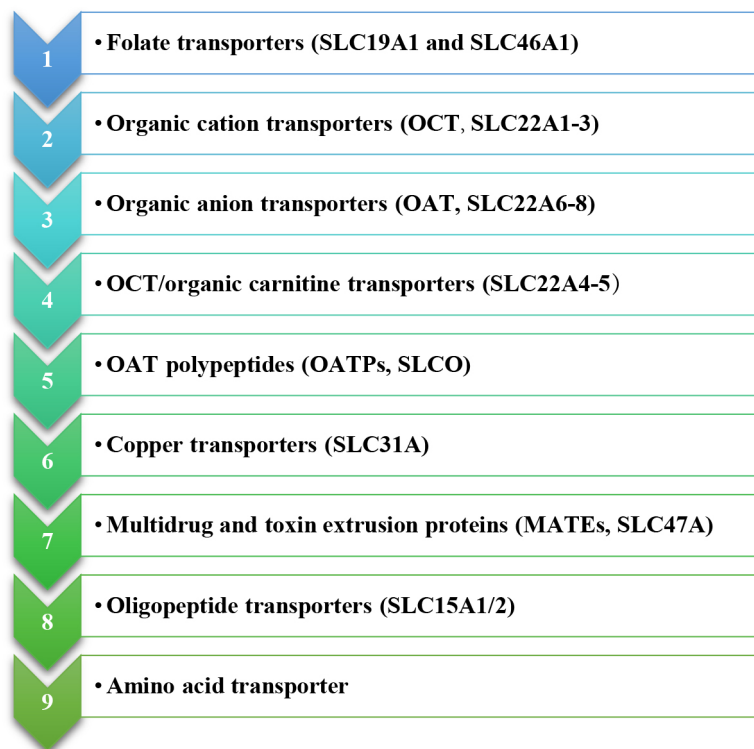 1
• Folate transporters (SLC19A1 and SLC46A1)
2
• Organic cation transporters (OCT, SLC22A1-3)
3
• Organic anion transporters (OAT, SLC22A6-8)
4
• OCT/organic carnitine transporters (SLC22A4-5）
5
• OAT polypeptides (OATPs, SLCO)
6
• Copper transporters (SLC31A)
7
• Multidrug and toxin extrusion proteins (MATEs, SLC47A)
8
• Oligopeptide transporters (SLC15A1/2)
9
• Amino acid transporter